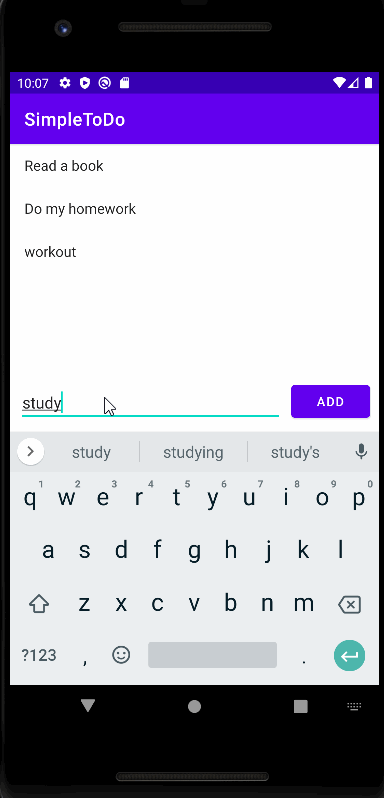 10:07
SimpleToDo
Read a book
Do my homework
workout
study
ADD
study studying study's
1 2 3 4 5 6 7 8 9 0
q w e r t y u i o p
a s d f g h j k l
z x c v b n m
?123 , .